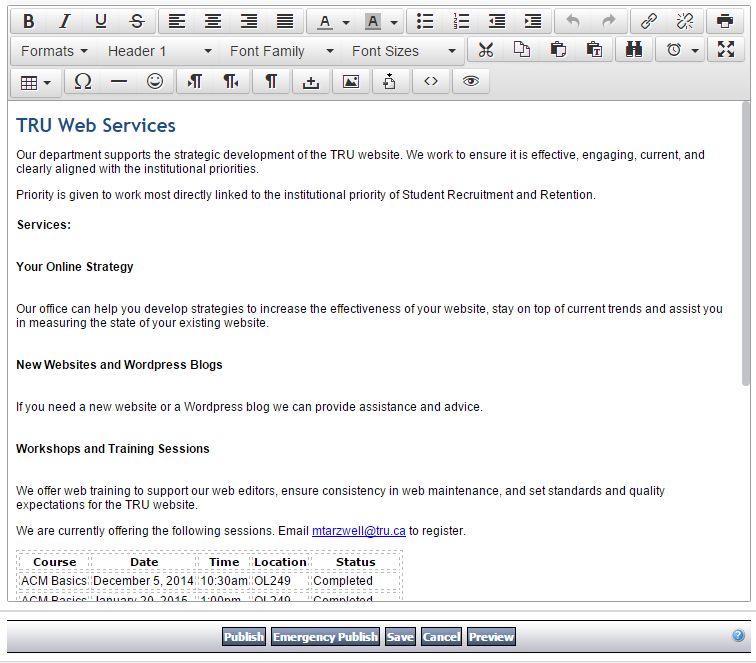 B I U S A A
Formats Header 1 Font Family Font Sizes
TRU Web Services
Our department supports the strategic development of the TRU website. We work to ensure it is effective, engaging, current, and
clearly aligned with the institutional priorities.
Priority is given to work most directly linked to the institutional priority of Student Recruitment and Retention.
Services:
Your Online Strategy
Our office can help you develop strategies to increase the effectiveness of your website, stay on top of current trends and assist you
in measuring the state of your existing website.
New Websites and Wordpress Blogs
If you need a new website or a Wordpress blog we can provide assistance and advice.
Workshops and Training Sessions
We offer web training to support our web editors, ensure consistency in web maintenance, and set standards and quality
expectations for the TRU website.
We are currently offering the following sessions. Email mtarzwell@tru.ca to register.
Course Date Time Location Status
ACM Basics December 5, 2014 10:30am OL249 Completed
ACM Basics January 20, 2015 1:00pm OL249 Completed
Publish Emergency Publish Save Cancel Preview ?